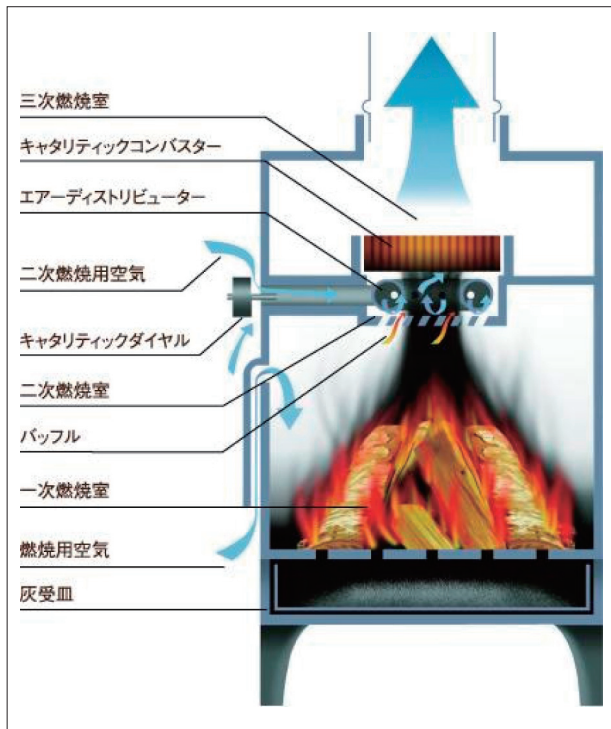 三次燃焼室
キャタリティックコンバスター
エアーディストリビューター
二次燃焼用空気
キャタリティックダイヤル
二次燃焼室
バッフル
一次燃焼室
燃焼用空気
灰受皿